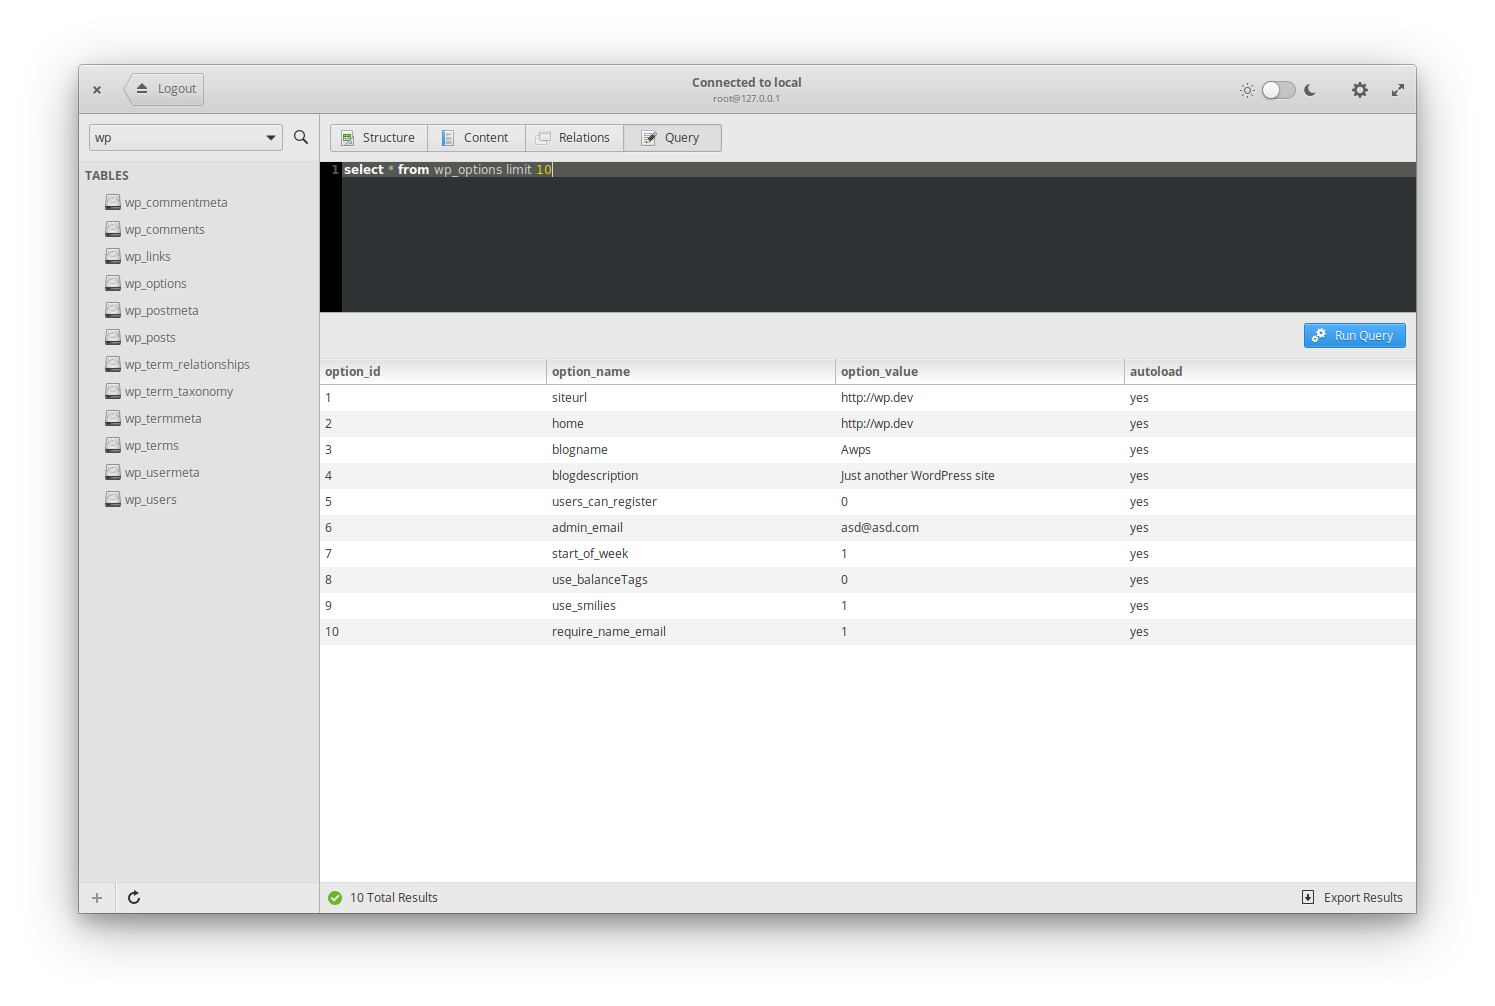 Logout
Connected to local
root@127.0.0.1
wp
Structure Content Relations Query
TABLES
wp_commentmeta
wp_comments
wp_links
wp_options
wp_postmeta
wp_posts
wp_term_relationships
wp_term_taxonomy
wp_termmeta
wp_terms
wp_usermeta
wp_users
1 select * from wp_options limit 10
Run Query
option_id option_name option_value autoload
1 siteurl http://wp.dev yes
2 home http://wp.dev yes
3 blogname Awps yes
4 blogdescription Just another WordPress site yes
5 users_can_register 0 yes
6 admin_email asd@asd.com yes
7 start_of_week 1 yes
8 use_balanceTags 0 yes
9 use_smilies 1 yes
10 require_name_email 1 yes
10 Total Results
Export Results